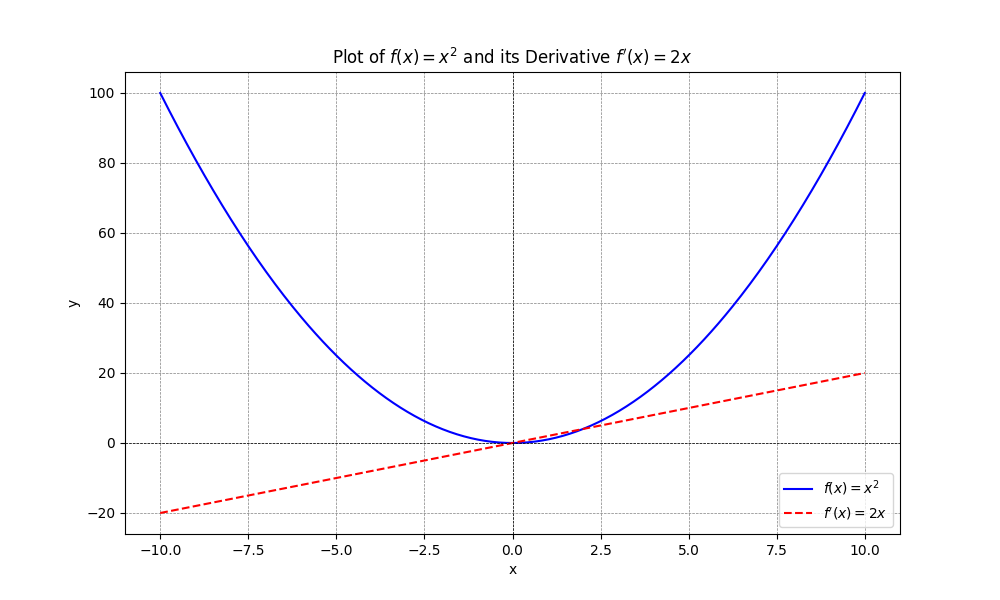 Plot of f(x) = x² and its Derivative f′(x) = 2x
100
80
60
40
20
0
−20
y
−10.0 −7.5 −5.0 −2.5 0.0 2.5 5.0 7.5 10.0
x
f(x) = x²
f′(x) = 2x